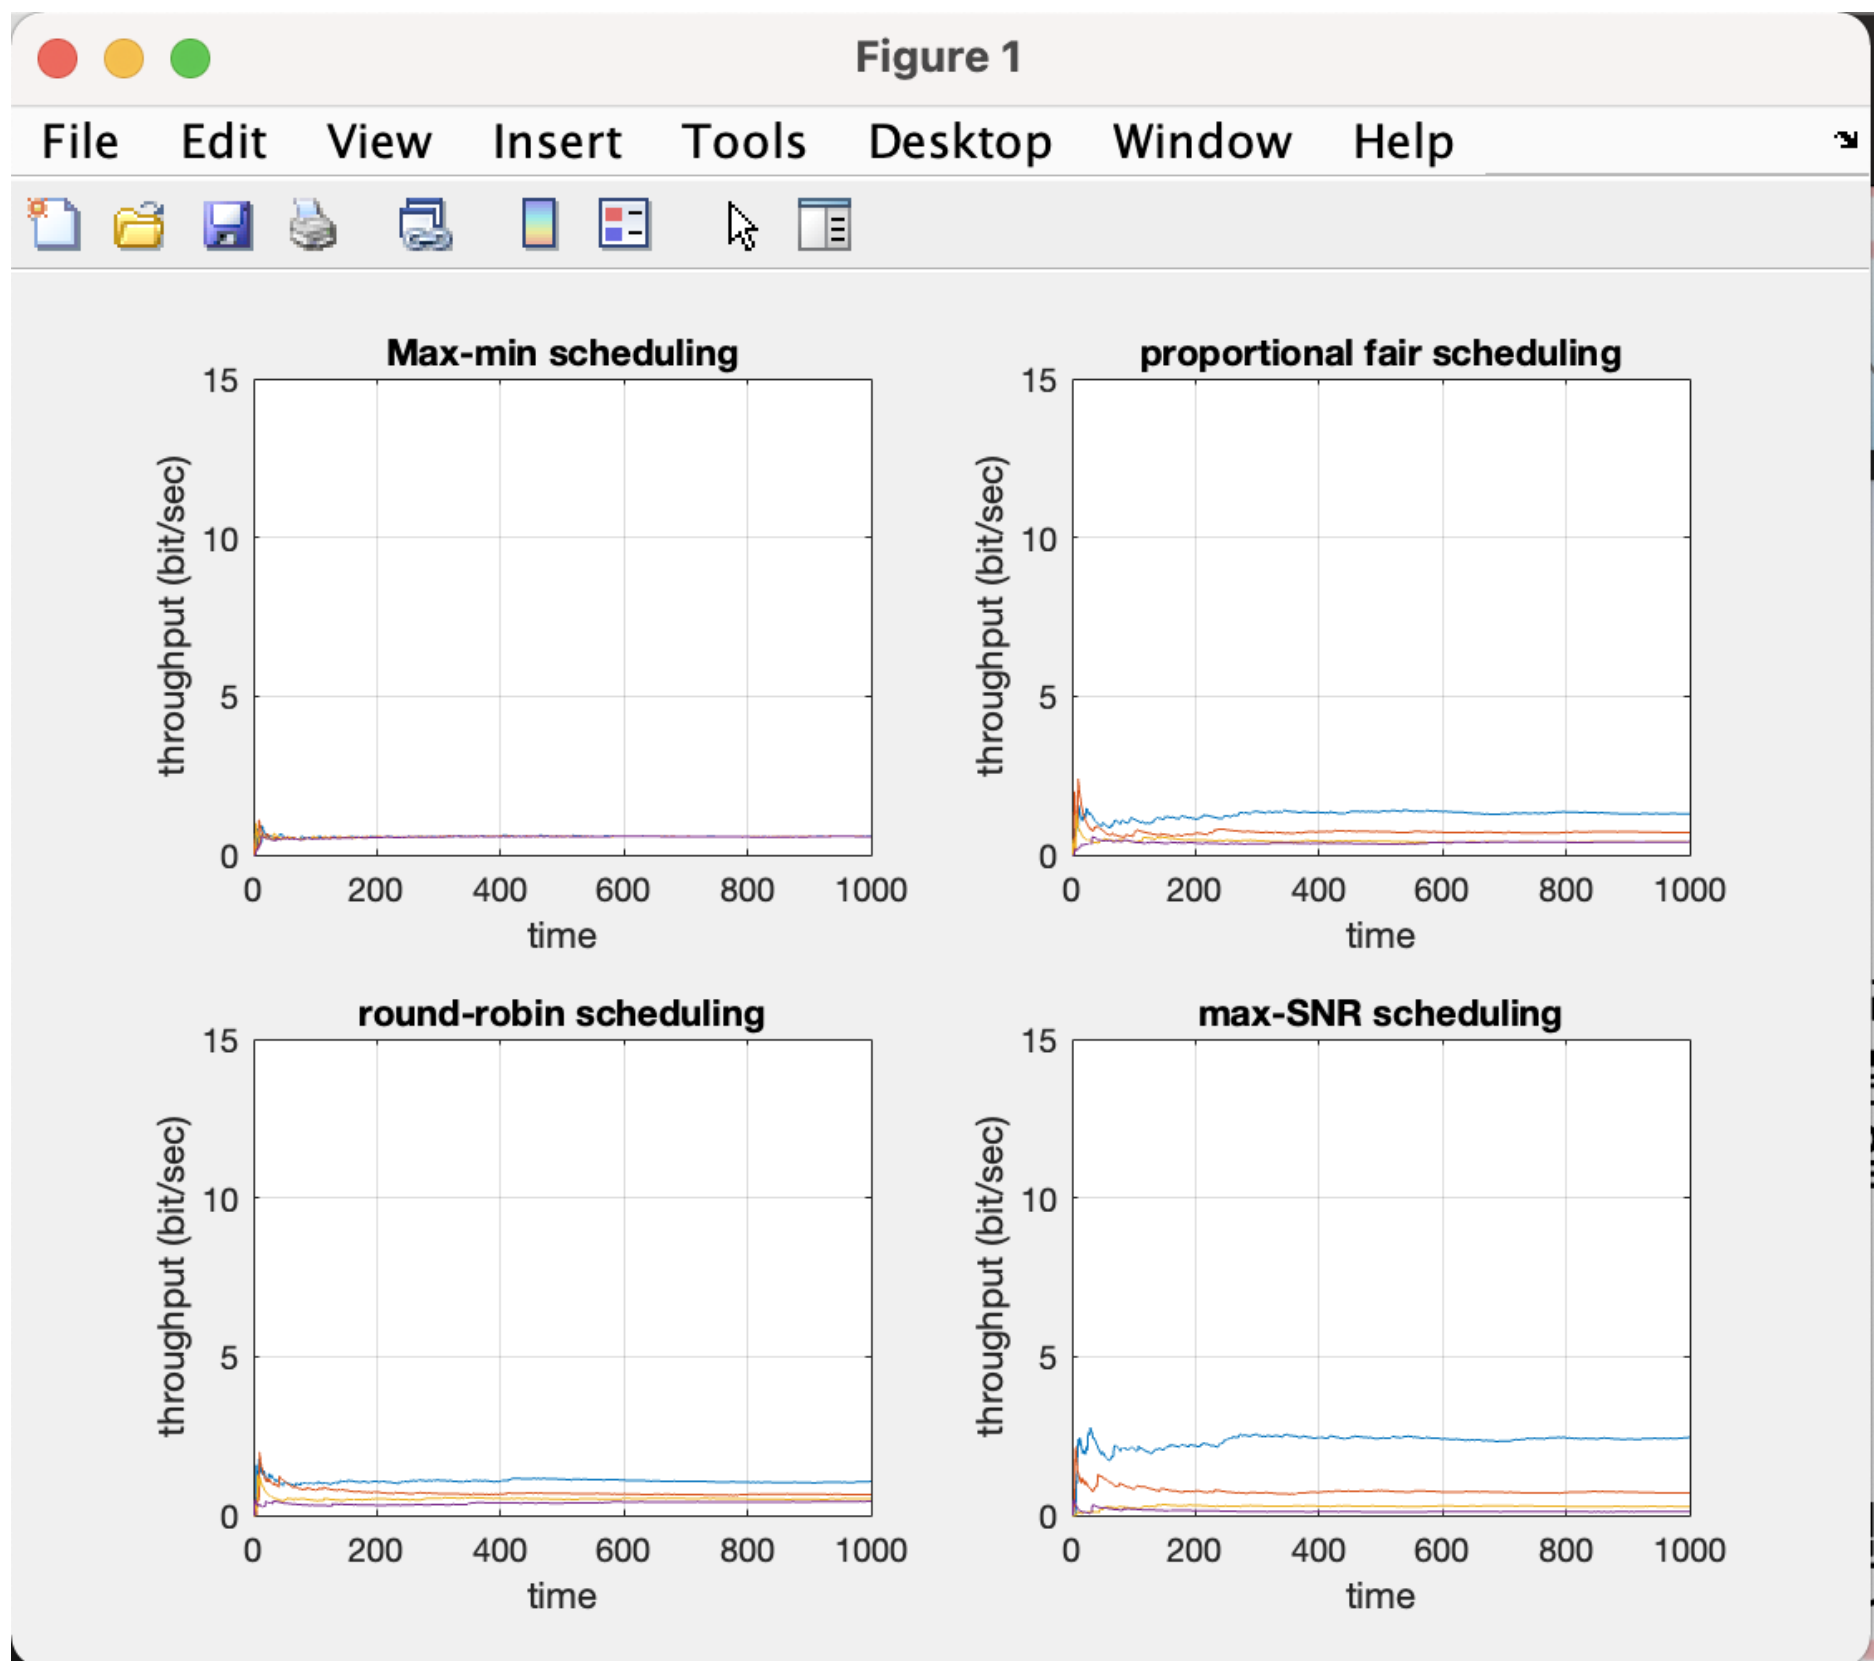 Figure 1
File Edit View Insert Tools Desktop Window Help
Max-min scheduling
15
10
5
0
throughput (bit/sec)
0 200 400 600 800 1000
time
proportional fair scheduling
15
10
5
0
throughput (bit/sec)
0 200 400 600 800 1000
time
round-robin scheduling
15
10
5
0
throughput (bit/sec)
0 200 400 600 800 1000
time
max-SNR scheduling
15
10
5
0
throughput (bit/sec)
0 200 400 600 800 1000
time